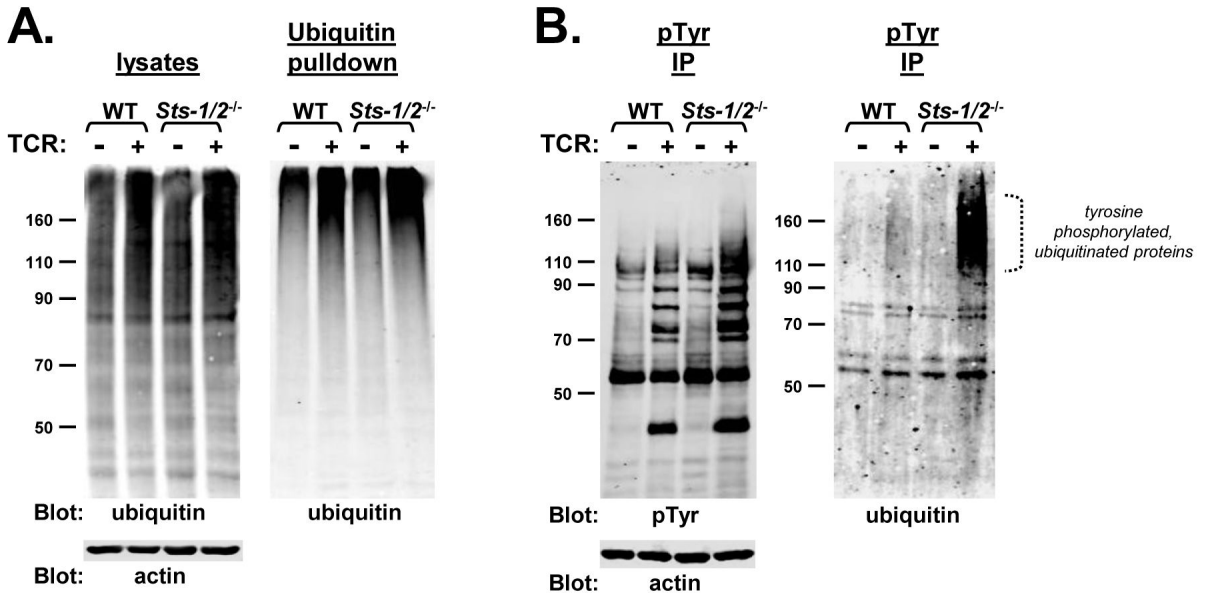 A.
lysates
Ubiquitin
pulldown
WT Sts-1/2-/- WT Sts-1/2-/-
TCR: - + - + - + - +
160
110
90
70
50
Blot: ubiquitin ubiquitin
Blot: actin
B.
pTyr
IP
pTyr
IP
WT Sts-1/2-/- WT Sts-1/2-/-
TCR: - + - + - + - +
160
110
90
70
50
160
110
90
70
50
tyrosine
phosphorylated,
ubiquitinated proteins
Blot: pTyr ubiquitin
Blot: actin